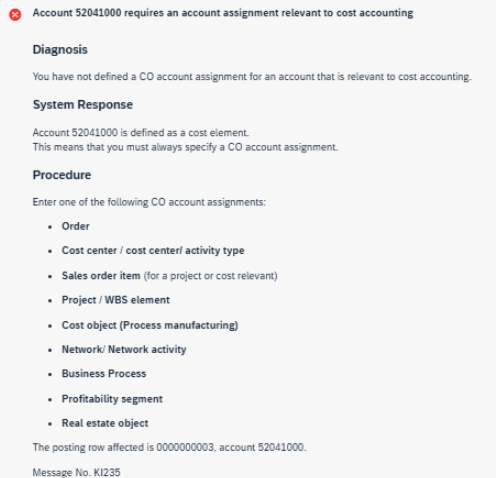 Account 52041000 requires an account assignment relevant to cost accounting
Diagnosis
You have not defined a CO account assignment for an account that is relevant to cost accounting.
System Response
Account 52041000 is defined as a cost element.
This means that you must always specify a CO account assignment.
Procedure
Enter one of the following CO account assignments:
• Order
• Cost center / cost center/ activity type
• Sales order item (for a project or cost relevant)
• Project / WBS element
• Cost object (Process manufacturing)
• Network/ Network activity
• Business Process
• Profitability segment
• Real estate object
The posting row affected is 0000000003, account 52041000.
Message No. KI235